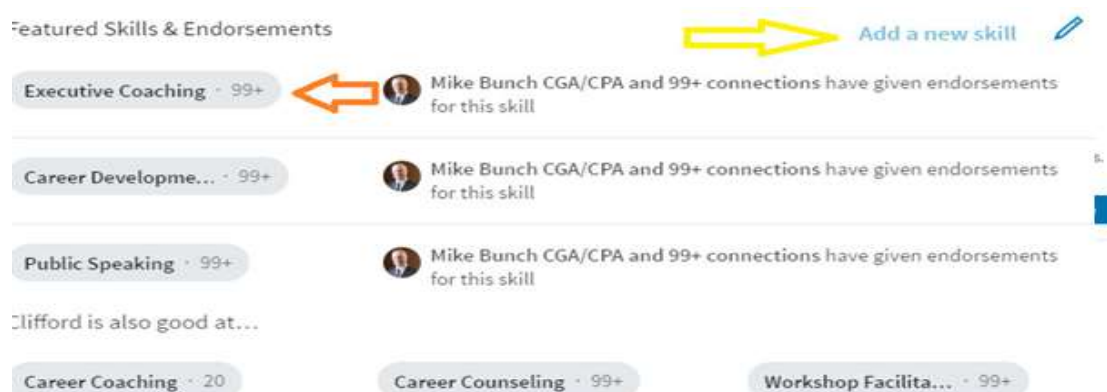 Featured Skills & Endorsements
Add a new skill
Executive Coaching · 99+
Mike Bunch CGA/CPA and 99+ connections have given endorsements
for this skill
Career Developme... · 99+
Mike Bunch CGA/CPA and 99+ connections have given endorsements
for this skill
Public Speaking · 99+
Mike Bunch CGA/CPA and 99+ connections have given endorsements
for this skill
Clifford is also good at...
Career Coaching · 20
Career Counseling · 99+
Workshop Facilita... · 99+